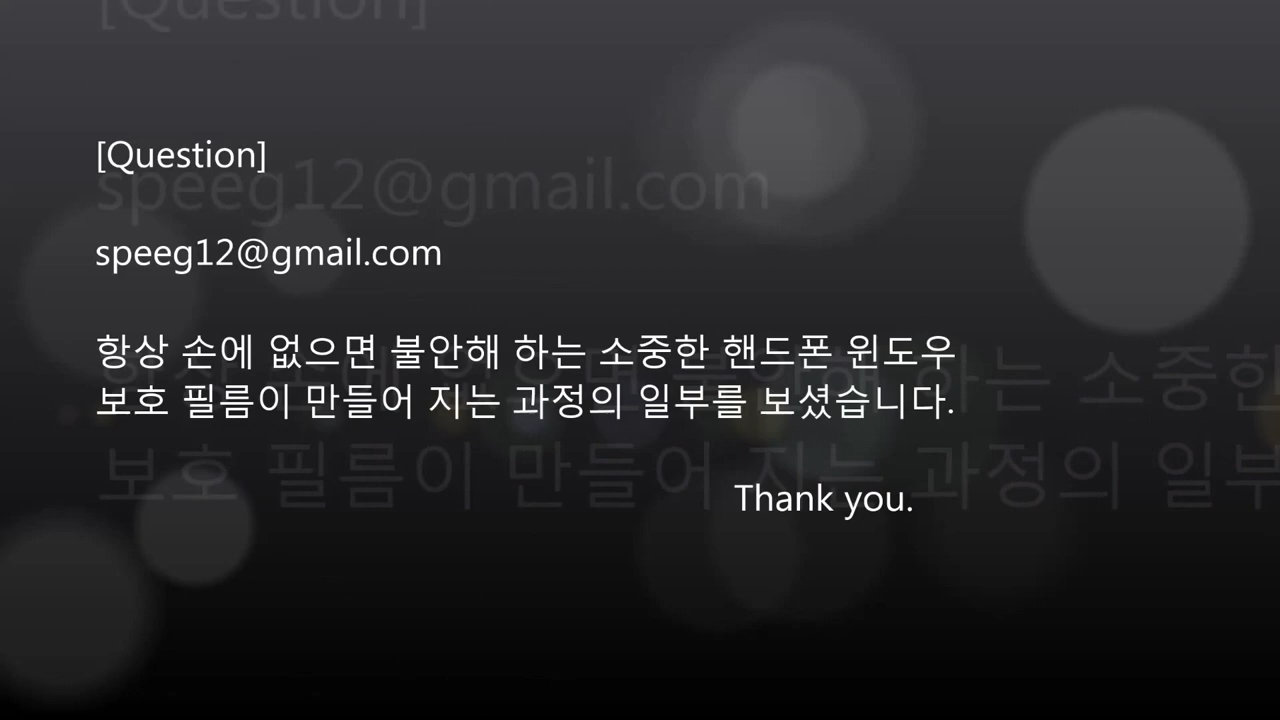 [Question]
speeg12@gmail.com
항상 손에 없으면 불안해 하는 소중한 핸드폰 윈도우
보호 필름이 만들어 지는 과정의 일부를 보셨습니다.
Thank you.